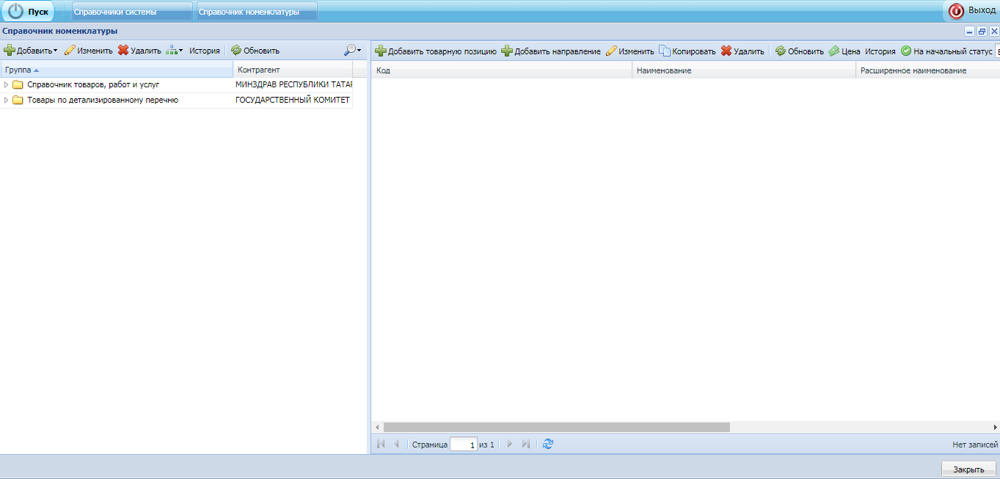 Пуск Справочники системы Справочник номенклатуры Выход
Справочник номенклатуры
Добавить Изменить Удалить История Обновить
Добавить товарную позицию Добавить направление Изменить Копировать Удалить Обновить Цена История На начальный статус
Группа Контрагент
Код Наименование Расширенное наименование
Справочник товаров, работ и услуг МИНЗДРАВ РЕСПУБЛИКИ
Товары по детализированному перечню ГОСУДАРСТВЕННЫЙ КОМИТЕТ
Страница 1 из 1 Нет записей
Закрыть